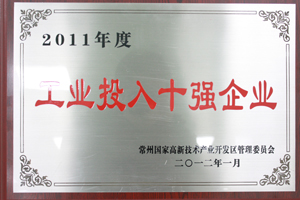 2011年度
工业投入十强企业
常州国家高新技术产业开发区管理委员会
二〇一二年一月